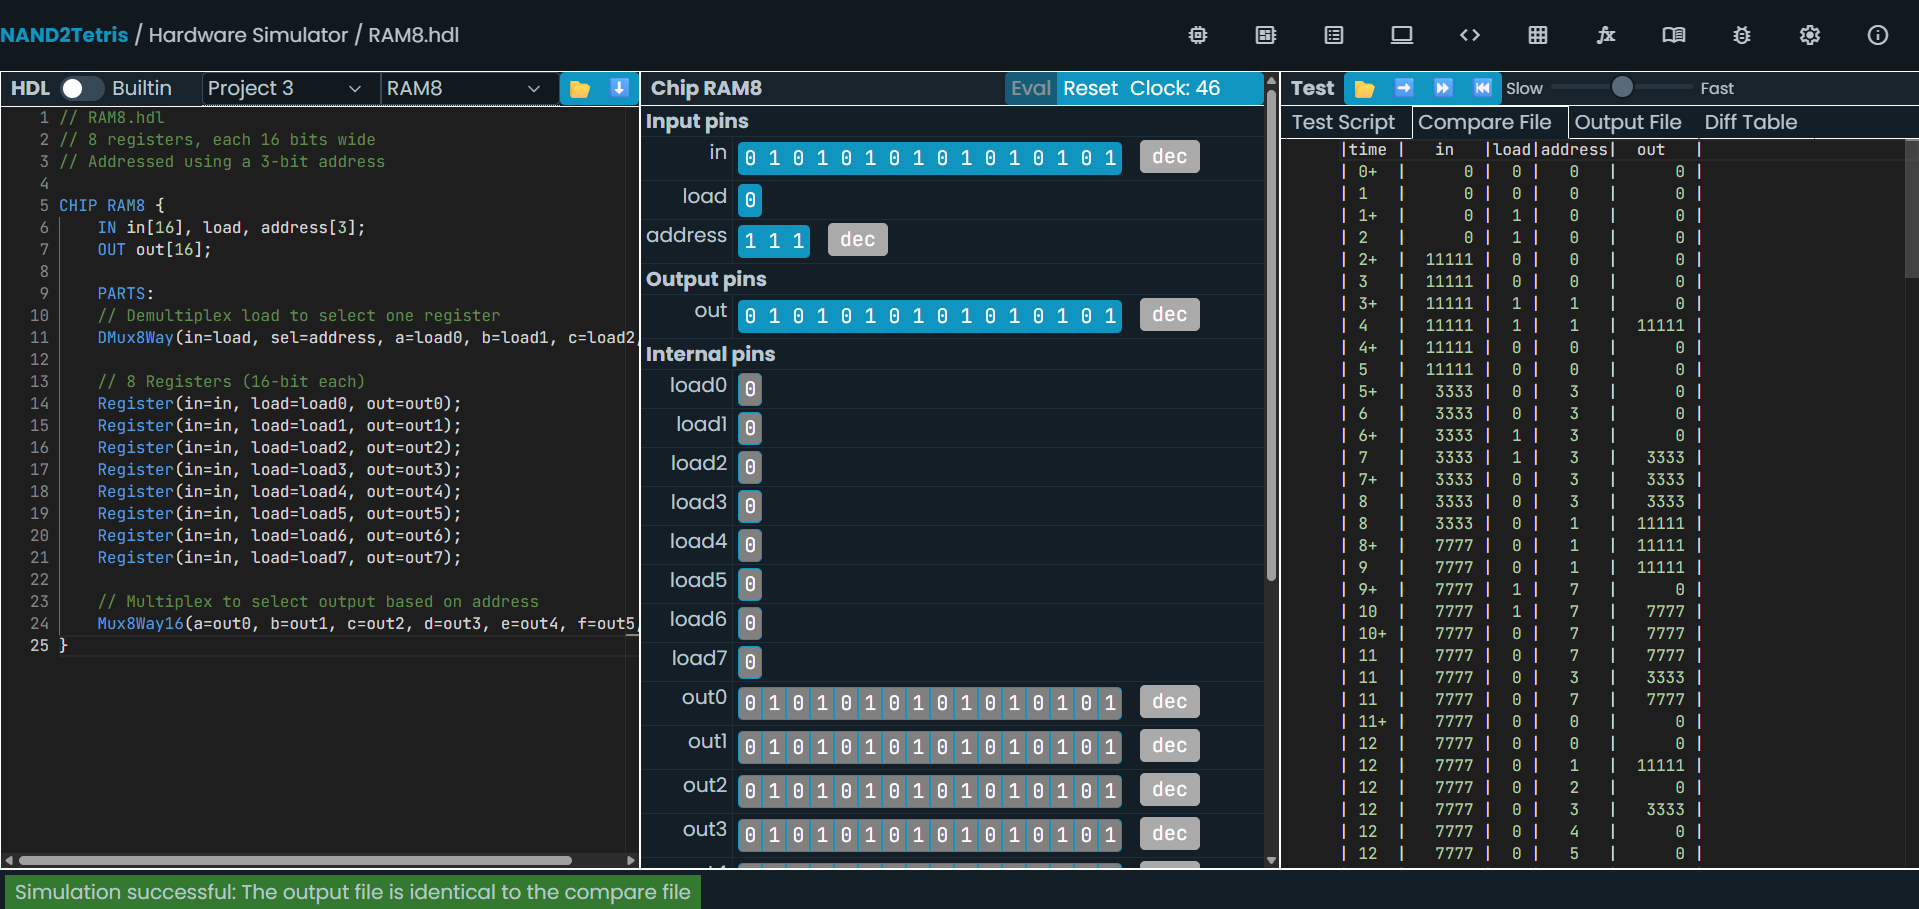 NAND2Tetris / Hardware Simulator / RAM8.hdl
HDL Builtin Project 3 RAM8
1 // RAM8.hdl
2 // 8 registers, each 16 bits wide
3 // Addressed using a 3-bit address
4
5 CHIP RAM8 {
6 IN in[16], load, address[3];
7 OUT out[16];
8
9 PARTS:
10 // Demultiplex load to select one register
11 DMux8Way(in=load, sel=address, a=load0, b=load1, c=load2,
12
13 // 8 Registers (16-bit each)
14 Register(in=in, load=load0, out=out0);
15 Register(in=in, load=load1, out=out1);
16 Register(in=in, load=load2, out=out2);
17 Register(in=in, load=load3, out=out3);
18 Register(in=in, load=load4, out=out4);
19 Register(in=in, load=load5, out=out5);
20 Register(in=in, load=load6, out=out6);
21 Register(in=in, load=load7, out=out7);
22
23 // Multiplex to select output based on address
24 Mux8Way16(a=out0, b=out1, c=out2, d=out3, e=out4, f=out5,
25 }
Chip RAM8 Eval Reset Clock: 46
Input pins
in 0 1 0 1 0 1 0 1 0 1 0 1 0 1 0 1 dec
load 0
address 1 1 1 dec
Output pins
out 0 1 0 1 0 1 0 1 0 1 0 1 0 1 0 1 dec
Internal pins
load0 0
load1 0
load2 0
load3 0
load4 0
load5 0
load6 0
load7 0
out0 0 1 0 1 0 1 0 1 0 1 0 1 0 1 0 1 dec
out1 0 1 0 1 0 1 0 1 0 1 0 1 0 1 0 1 dec
out2 0 1 0 1 0 1 0 1 0 1 0 1 0 1 0 1 dec
out3 0 1 0 1 0 1 0 1 0 1 0 1 0 1 0 1 dec
Test Slow Fast
Test Script Compare File Output File Diff Table
|time | in |load|address| out |
| 0+ | 0 | 0 | 0 | 0 |
| 1 | 0 | 0 | 0 | 0 |
| 1+ | 0 | 1 | 0 | 0 |
| 2 | 0 | 1 | 0 | 0 |
| 2+ | 11111 | 0 | 0 | 0 |
| 3 | 11111 | 0 | 0 | 0 |
| 3+ | 11111 | 1 | 1 | 0 |
| 4 | 11111 | 1 | 1 | 11111 |
| 4+ | 11111 | 0 | 0 | 0 |
| 5 | 11111 | 0 | 0 | 0 |
| 5+ | 3333 | 0 | 3 | 0 |
| 6 | 3333 | 0 | 3 | 0 |
| 6+ | 3333 | 1 | 3 | 0 |
| 7 | 3333 | 1 | 3 | 3333 |
| 7+ | 3333 | 0 | 3 | 3333 |
| 8 | 3333 | 0 | 3 | 3333 |
| 8 | 3333 | 0 | 1 | 11111 |
| 8+ | 7777 | 0 | 1 | 11111 |
| 9 | 7777 | 0 | 1 | 11111 |
| 9+ | 7777 | 1 | 7 | 0 |
| 10 | 7777 | 1 | 7 | 7777 |
| 10+ | 7777 | 0 | 7 | 7777 |
| 11 | 7777 | 0 | 7 | 7777 |
| 11 | 7777 | 0 | 3 | 3333 |
| 11 | 7777 | 0 | 7 | 7777 |
| 11+ | 7777 | 0 | 0 | 0 |
| 12 | 7777 | 0 | 0 | 0 |
| 12 | 7777 | 0 | 1 | 11111 |
| 12 | 7777 | 0 | 2 | 0 |
| 12 | 7777 | 0 | 3 | 3333 |
| 12 | 7777 | 0 | 4 | 0 |
| 12 | 7777 | 0 | 5 | 0 |
Simulation successful: The output file is identical to the compare file